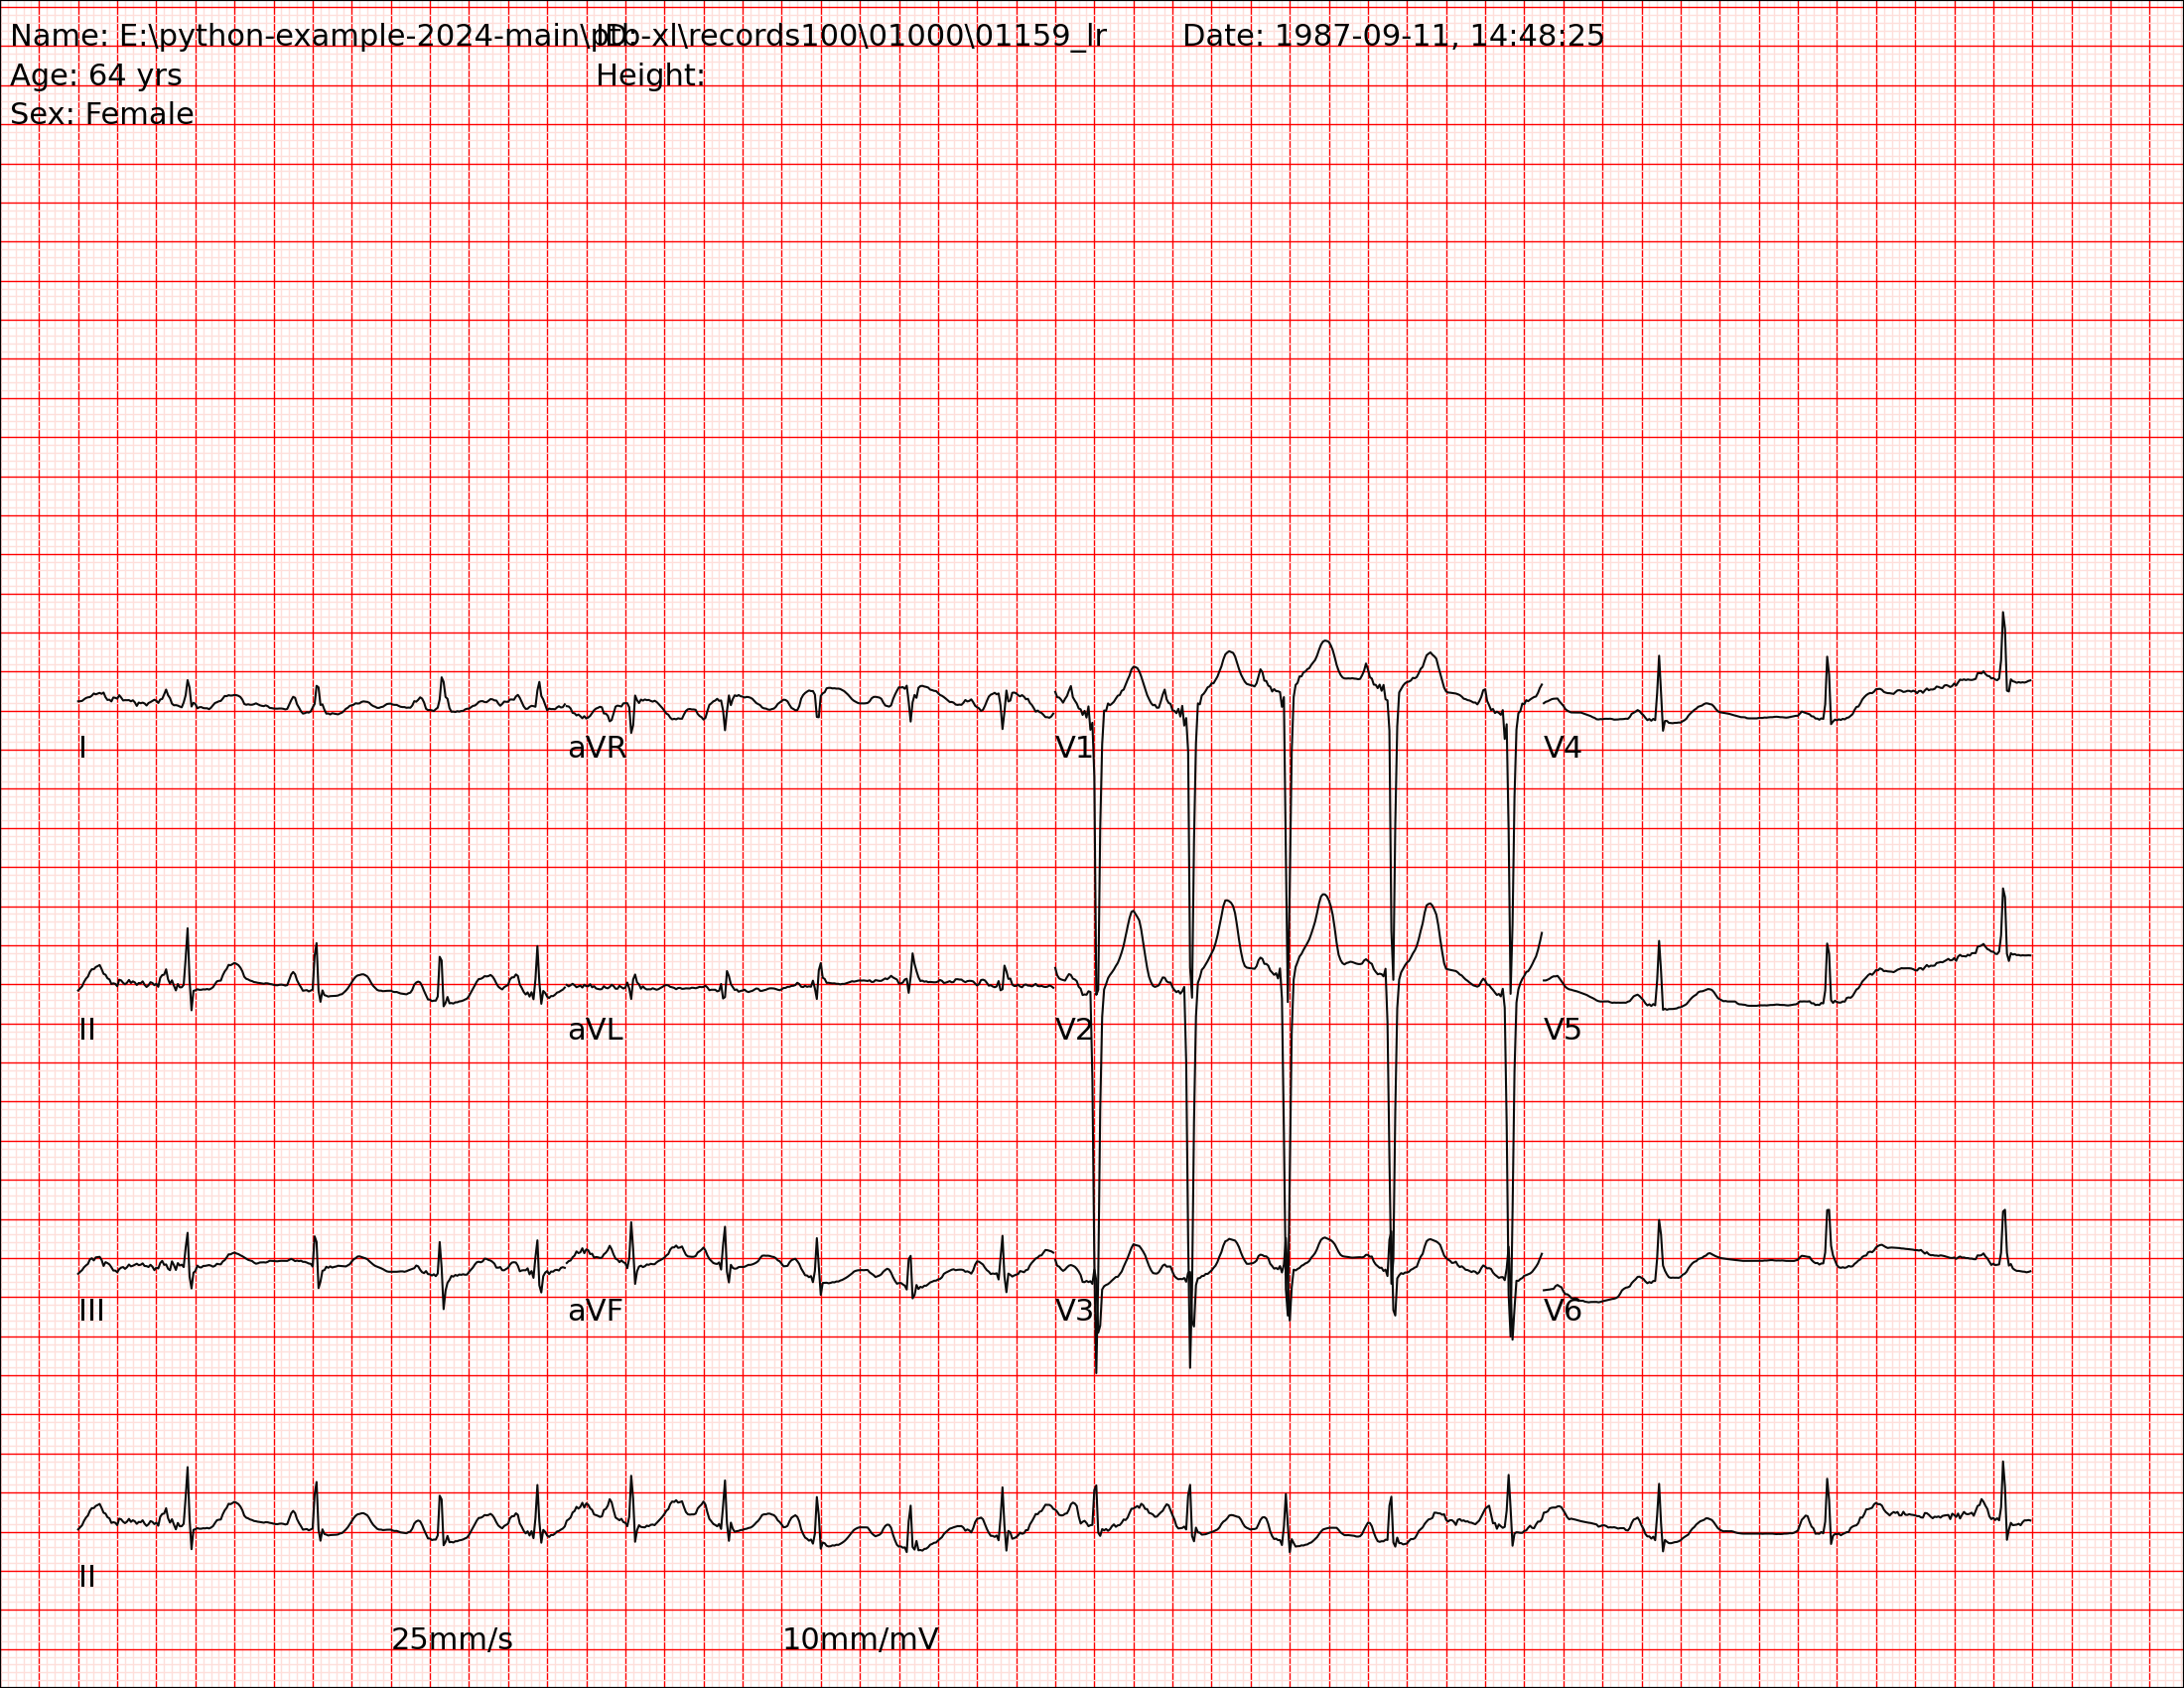 Name: E:\python-example-2024-main\ptb-xl\records100\01000\01159_lr ID: Date: 1987-09-11, 14:48:25
Age: 64 yrs Height:
Sex: Female
I aVR V1 V4
II aVL V2 V5
III aVF V3 V6
II
25mm/s 10mm/mV